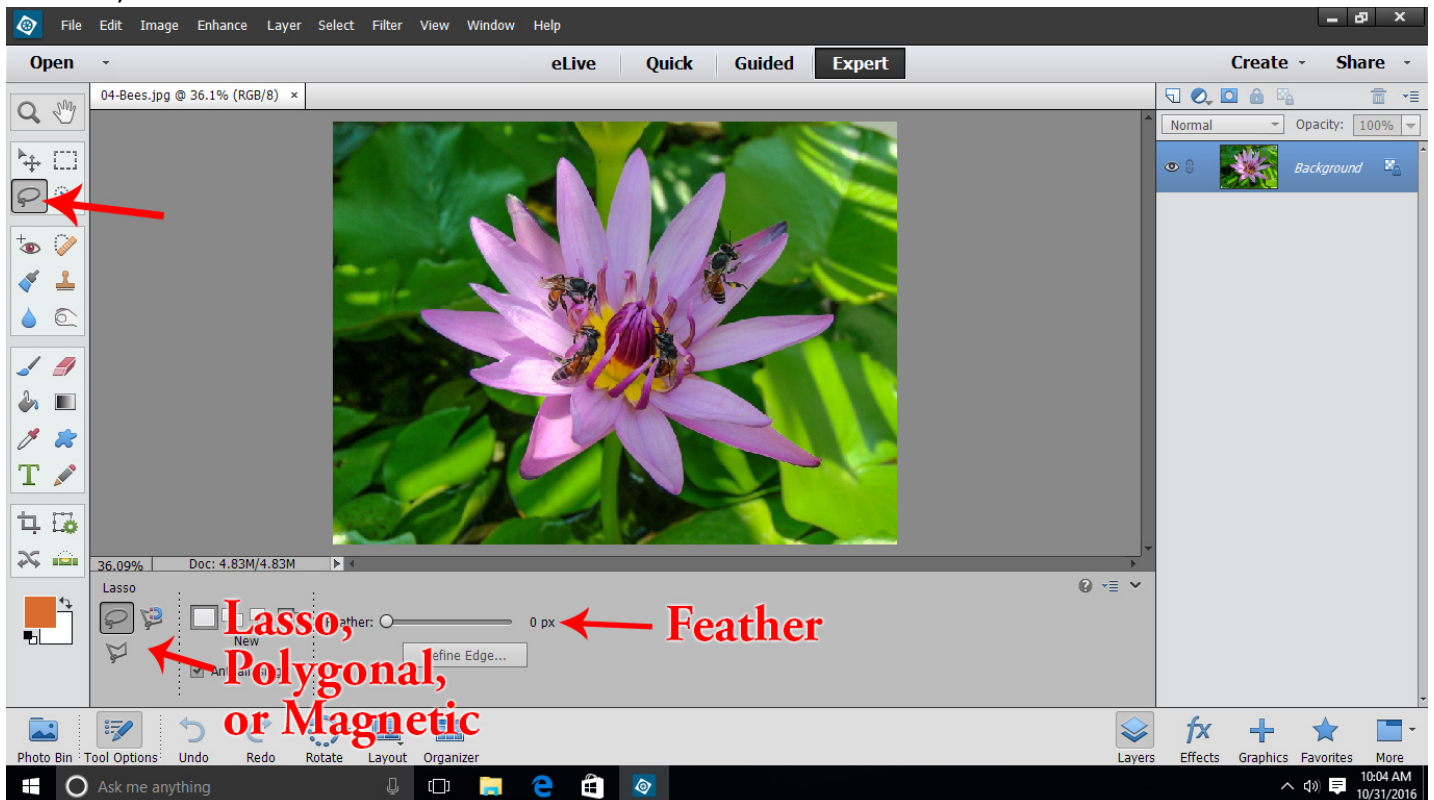 File Edit Image Enhance Layer Select Filter View Window Help
Open eLive Quick Guided Expert Create Share
04-Bees.jpg @ 36.1% (RGB/8) ×
Normal Opacity: 100%
Background
36.09% Doc: 4.83M/4.83M
Lasso
Feather: 0 px
Feather
New
Lasso,
Polygonal,
or Magnetic
Edge...
Photo Bin Tool Options Undo Redo Rotate Layout Organizer Layers Effects Graphics Favorites More
Ask me anything
10:04 AM
10/31/2016